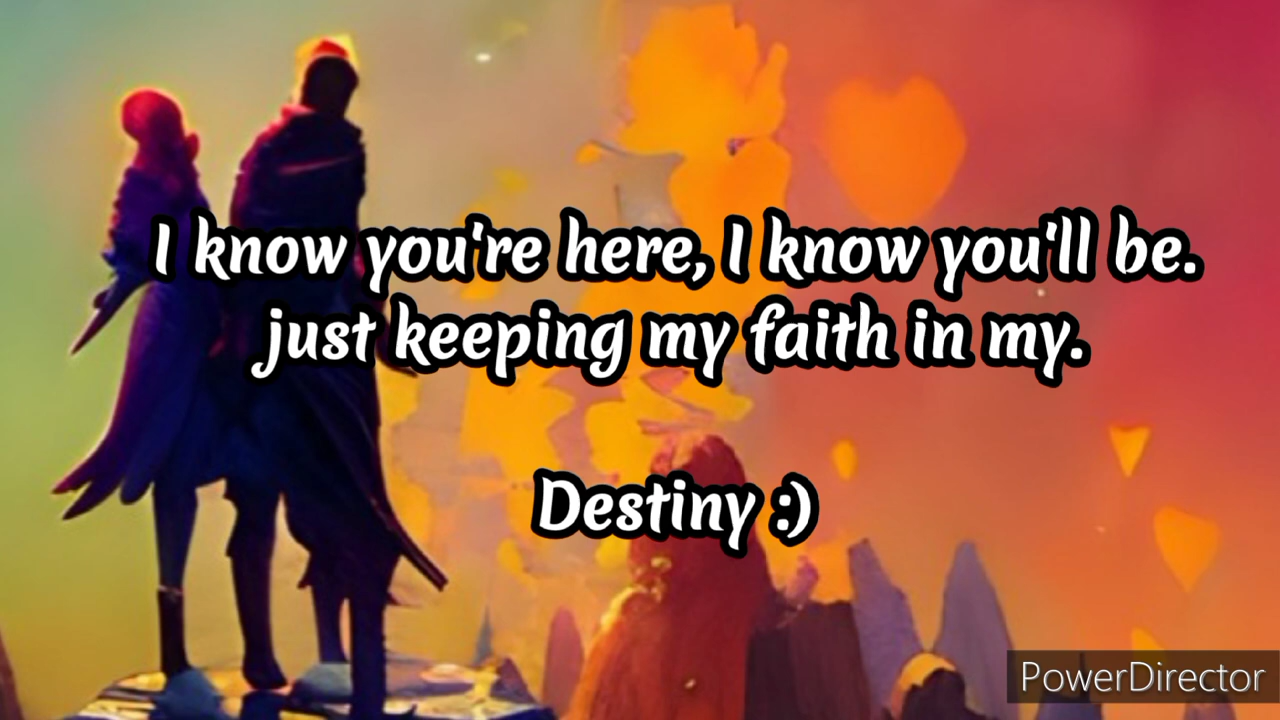 I know you're here, I know you'll be.
just keeping my faith in my.
Destiny :)
PowerDirector